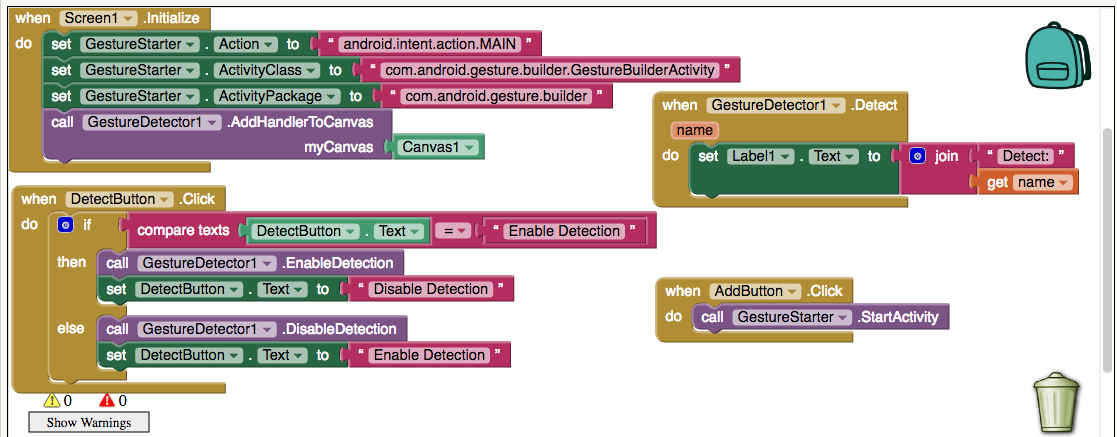 when Screen1 .Initialize
do set GestureStarter . Action to “ android.intent.action.MAIN ”
set GestureStarter . ActivityClass to “ com.android.gesture.builder.GestureBuilderActivity ”
set GestureStarter . ActivityPackage to “ com.android.gesture.builder ”
call GestureDetector1 .AddHandlerToCanvas
myCanvas Canvas1
when DetectButton .Click
do if compare texts DetectButton . Text = “ Enable Detection ”
then call GestureDetector1 .EnableDetection
set DetectButton . Text to “ Disable Detection ”
else call GestureDetector1 .DisableDetection
set DetectButton . Text to “ Enable Detection ”
when GestureDetector1 .Detect
name
do set Label1 . Text to join “ Detect: ”
get name
when AddButton .Click
do call GestureStarter .StartActivity
0 0
Show Warnings